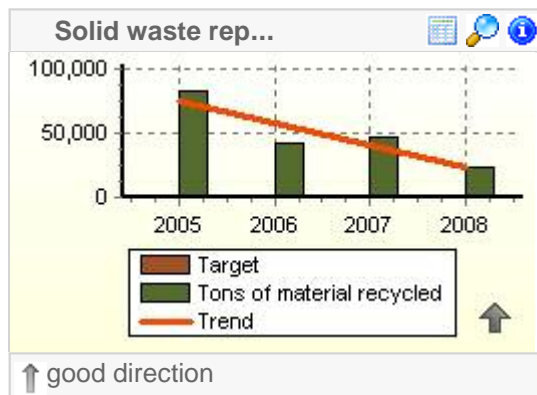 Solid waste rep...
100,000
50,000
0
2005 2006 2007 2008
Target
Tons of material recycled
Trend
good direction